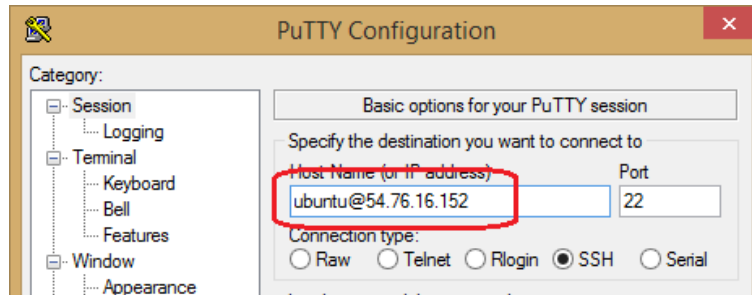 PuTTY Configuration
Category:
Session
Logging
Terminal
Keyboard
Bell
Features
Window
Appearance
Basic options for your PuTTY session
Specify the destination you want to connect to
Host Name (or IP address)
Port
ubuntu@54.76.16.152
22
Connection type:
Raw
Telnet
Rlogin
SSH
Serial